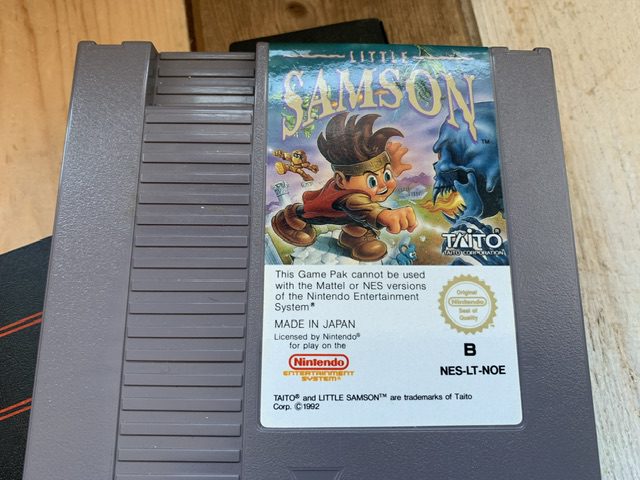 LITTLE
SAMSON
™
TAITO®
TAITO CORPORATION
This Game Pak cannot be used
with the Mattel or NES versions
of the Nintendo Entertainment
System®
MADE IN JAPAN
Licensed by Nintendo®
for play on the
Nintendo
ENTERTAINMENT
SYSTEM™
Original
Nintendo
Seal of
Quality
B
NES-LT-NOE
TAITO® and LITTLE SAMSON™ are trademarks of Taito
Corp. ©1992